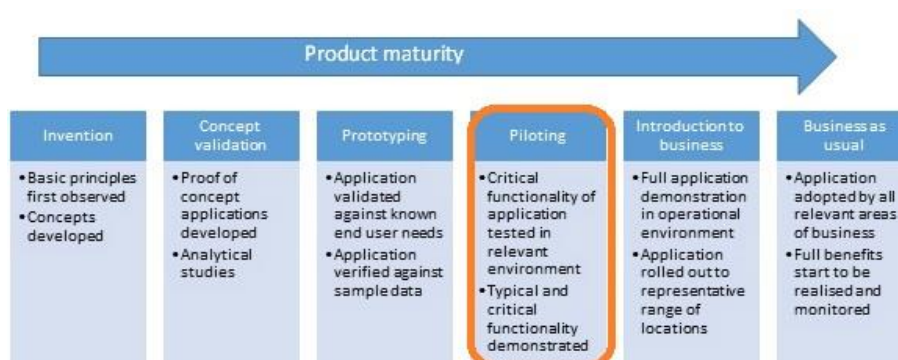 Product maturity
Invention
•Basic principles
first observed
•Concepts
developed
Concept
validation
•Proof of
concept
applications
developed
•Analytical
studies
Prototyping
•Application
validated
against known
end user needs
•Application
verified against
sample data
Piloting
•Critical
functionality of
application
tested in
relevant
environment
•Typical and
critical
functionality
demonstrated
Introduction to
business
•Full application
demonstration
in operational
environment
•Application
rolled out to
representative
range of
locations
Business as
usual
•Application
adopted by all
relevant areas
of business
•Full benefits
start to be
realised and
monitored